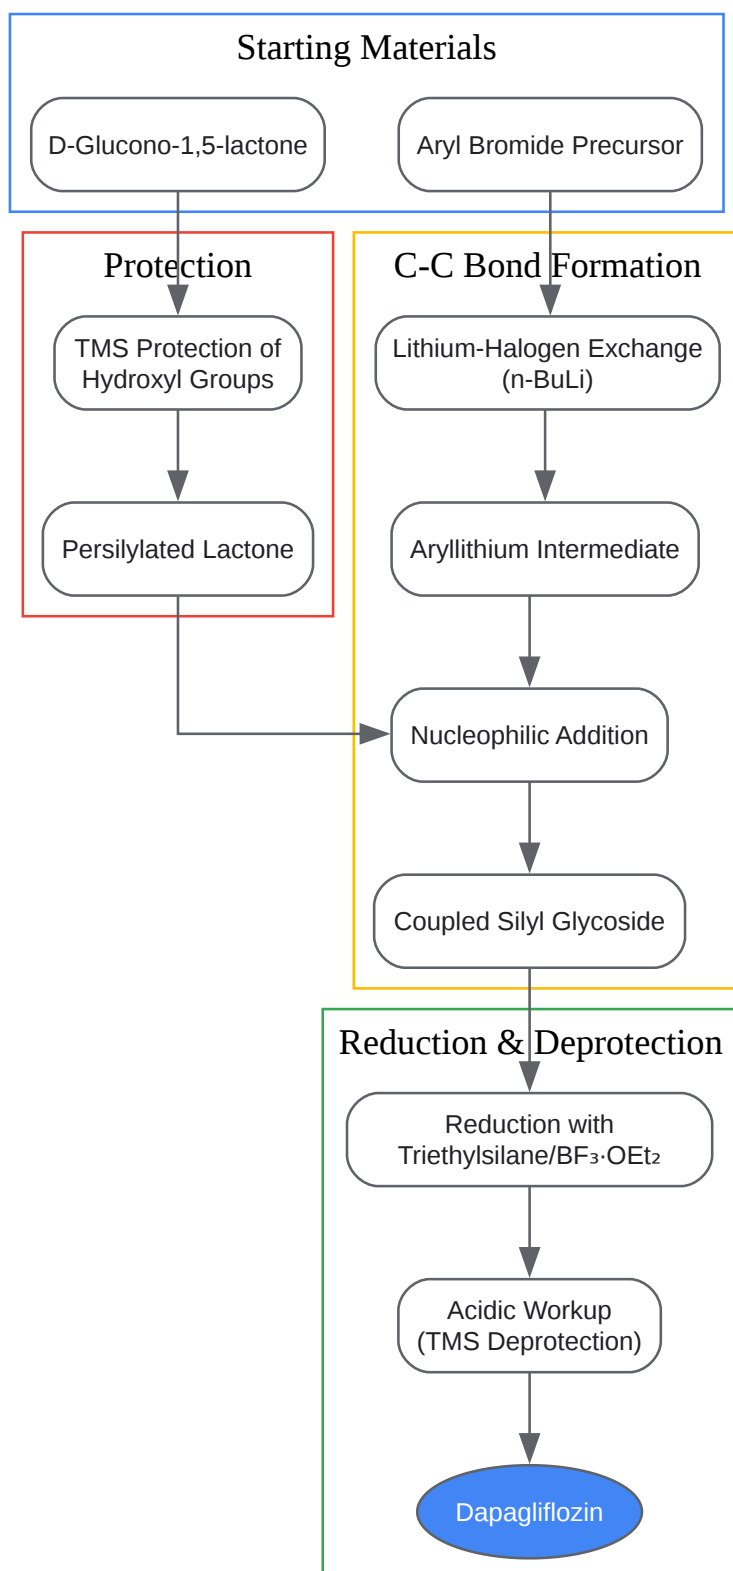 Starting Materials
D-Glucono-1,5-lactone
Aryl Bromide Precursor
Protection
TMS Protection of
Hydroxyl Groups
Persilylated Lactone
C-C Bond Formation
Lithium-Halogen Exchange
(n-BuLi)
Aryllithium Intermediate
Nucleophilic Addition
Coupled Silyl Glycoside
Reduction & Deprotection
Reduction with
Triethylsilane/BF₃·OEt₂
Acidic Workup
(TMS Deprotection)
Dapagliflozin